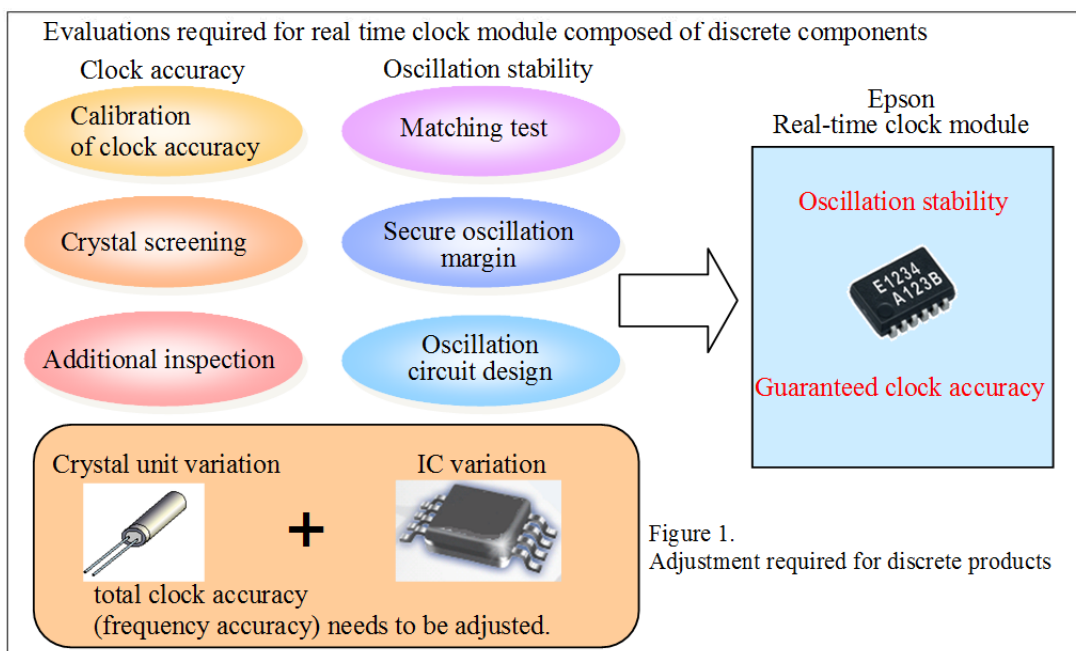 Evaluations required for real time clock module composed of discrete components
Clock accuracy
Oscillation stability
Calibration
of clock accuracy
Matching test
Crystal screening
Secure oscillation
margin
Additional inspection
Oscillation
circuit design
Epson
Real-time clock module
Oscillation stability
E1234
A123B
Guaranteed clock accuracy
Crystal unit variation
IC variation
+
total clock accuracy
(frequency accuracy) needs to be adjusted.
Figure 1.
Adjustment required for discrete products